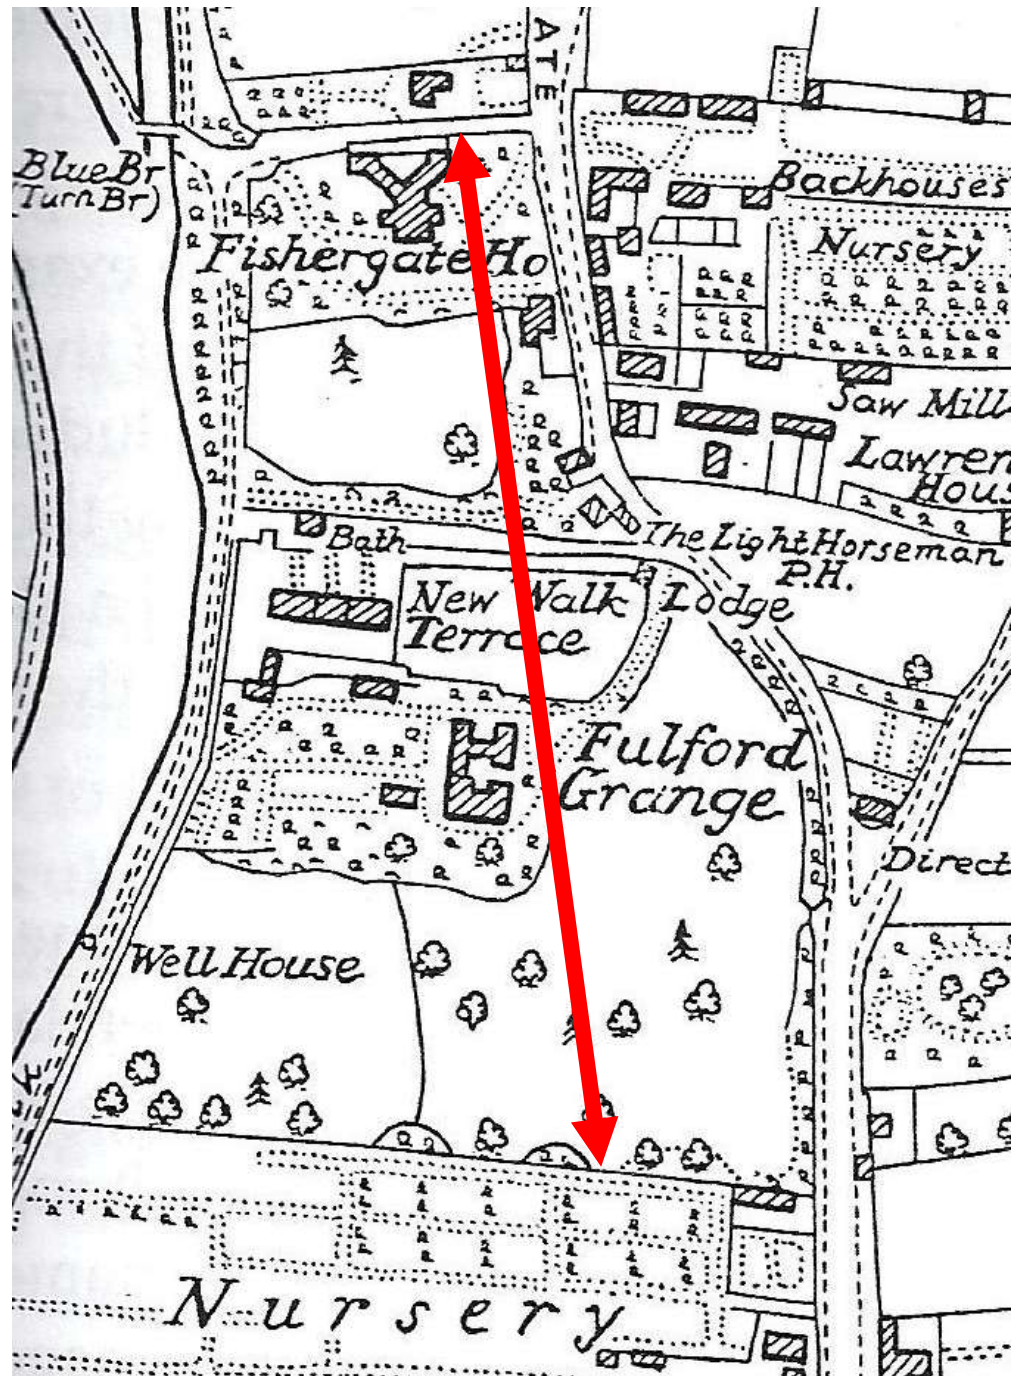 ATE
Blue Br
(Turn Br)
Backhouses
Nursery
Fishergate Ho
Saw Mill
Lawren
Hous
Bath
The Light Horseman
P.H.
New Walk
Terrace
Lodge
Fulford
Grange
Direct
Well House
Nursery